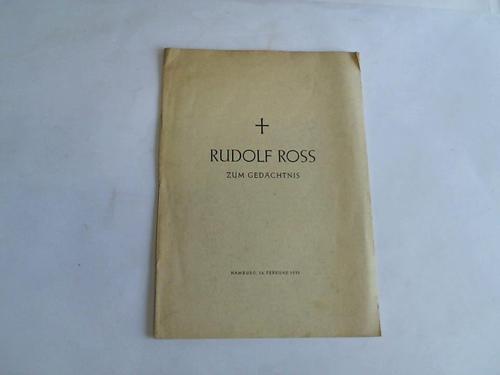 RUDOLF ROSS
ZUM GEDÄCHTNIS
HAMBURG, FEBRUAR